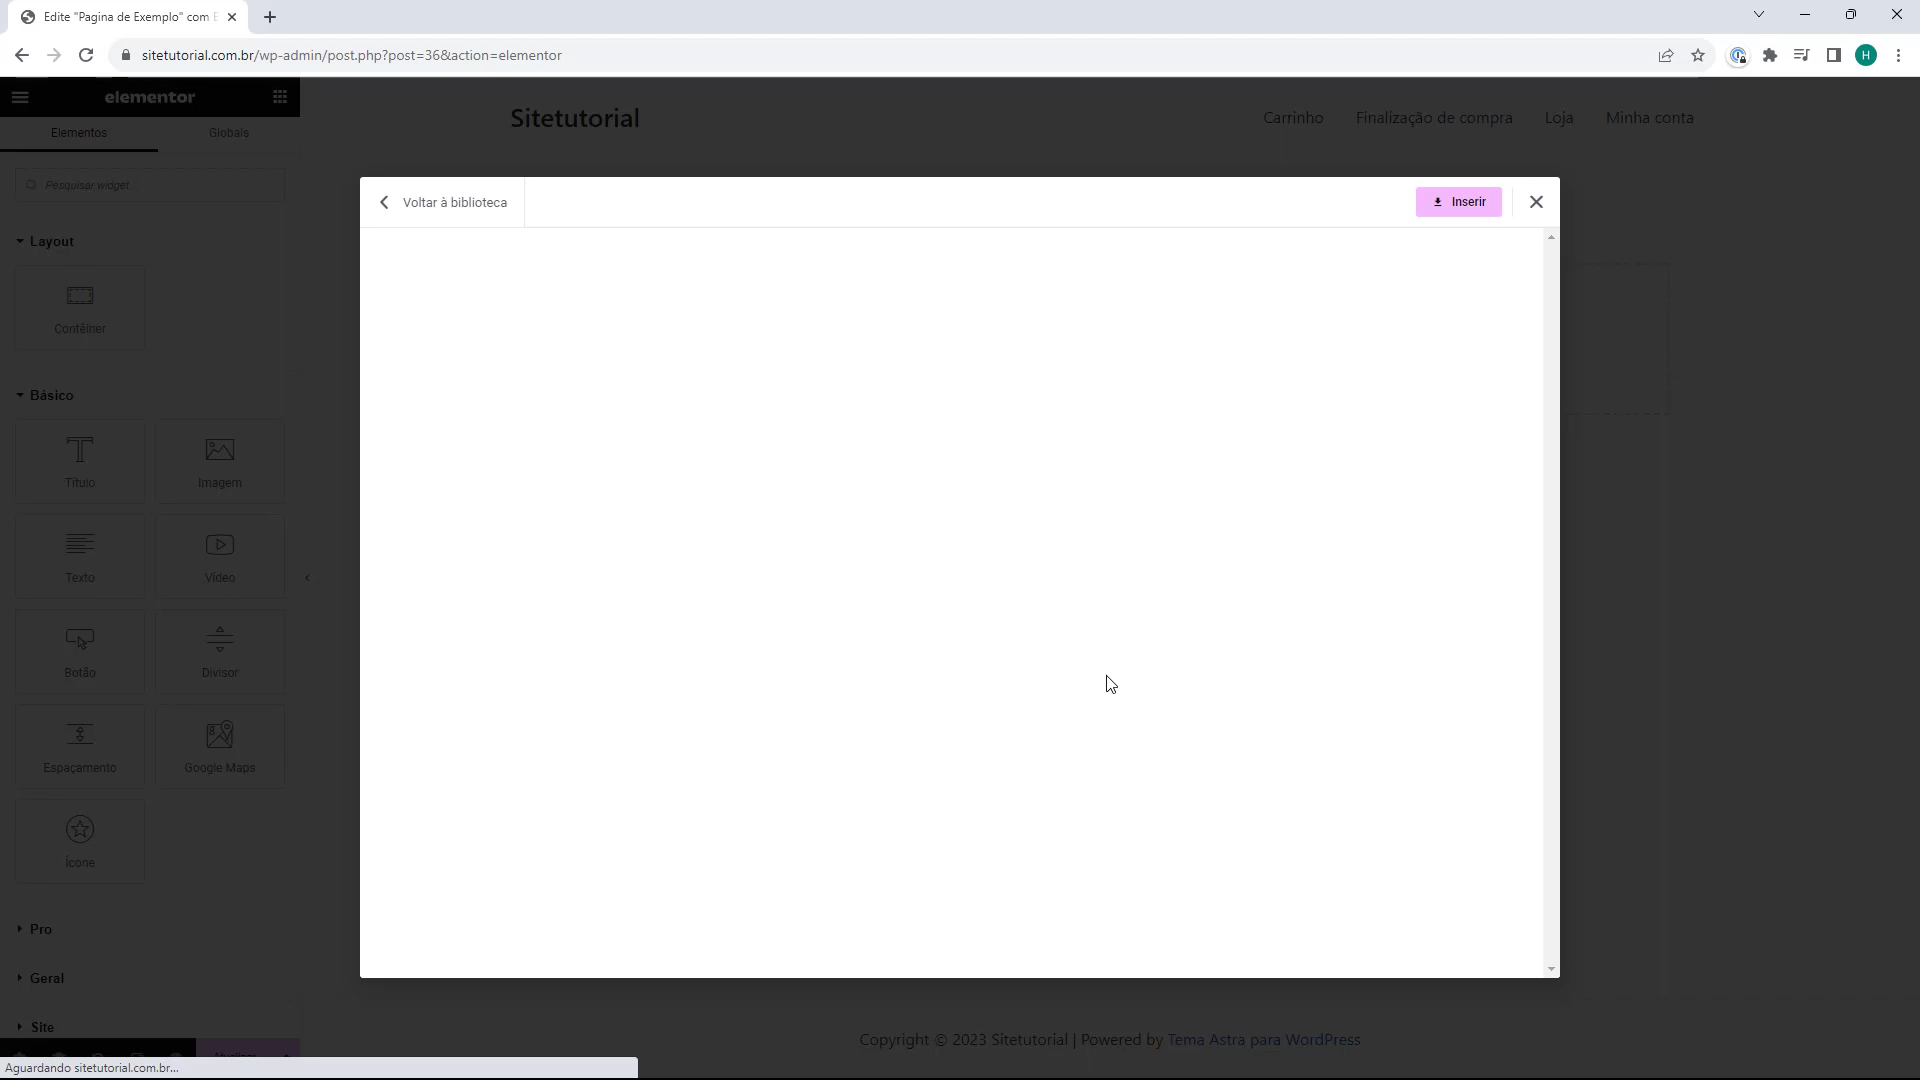 Edite "Pagina de Exemplo" com E
sitetutorial.com.br/wp-admin/post.php?post=36&action=elementor
H
elementor
Elementos
Globais
Pesquisar widget...
Layout
Contêiner
Básico
Título
Imagem
Texto
Vídeo
Botão
Divisor
Espaçamento
Google Maps
Ícone
Pro
Geral
Site
Aguardando sitetutorial.com.br...
Sitetutorial
Carrinho
Finalização de compra
Loja
Minha conta
Voltar à biblioteca
Inserir
Copyright © 2023 Sitetutorial | Powered by Tema Astra para WordPress